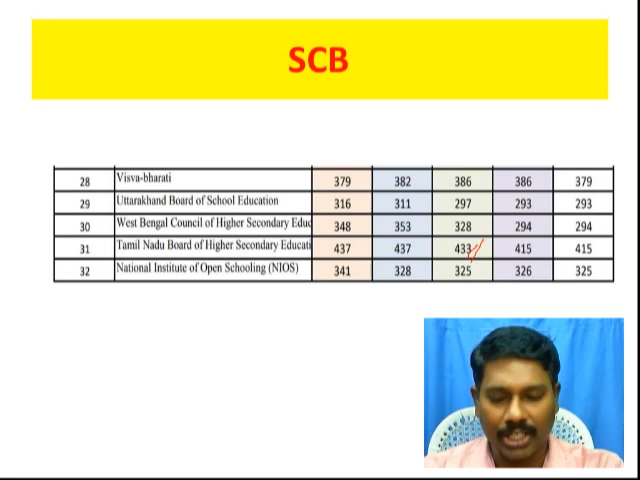 SCB
28 Visva-bharati 379 382 386 386 379
29 Uttarakhand Board of School Education 316 311 297 293 293
30 West Bengal Council of Higher Secondary Educ 348 353 328 294 294
31 Tamil Nadu Board of Higher Secondary Educati 437 437 433 415 415
32 National Institute of Open Schooling (NIOS) 341 328 325 326 325